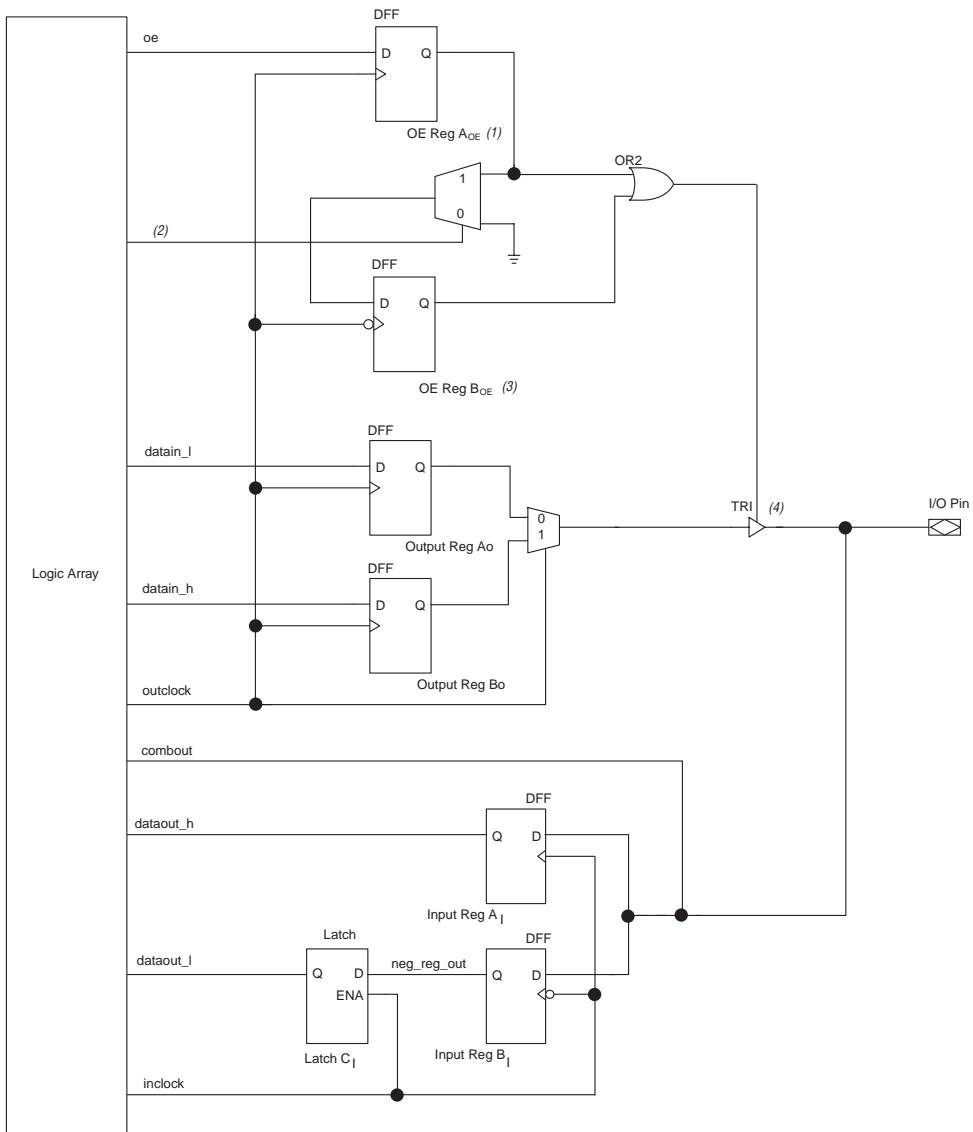 DFF
oe
D Q
OE Reg AOE (1)
OR2
1
0
(2)
DFF
D Q
OE Reg BOE (3)
DFF
datain_l
D Q
TRI (4)
I/O Pin
0
1
Output Reg Ao
DFF
Logic Array
datain_h
D Q
Output Reg Bo
outclock
combout
DFF
dataout_h
Q D
Input Reg AI
Latch
DFF
dataout_l
Q D
neg_reg_out
Q D
ENA
Latch CI
Input Reg BI
inclock